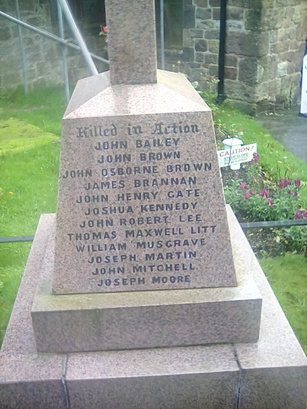 Killed in Action
JOHN BAILEY
JOHN BROWN
JOHN OSBORNE BROWN
JAMES BRANNAN
JOHN HENRY GATE
JOSHUA KENNEDY
JOHN ROBERT LEE
THOMAS MAXWELL LITT
WILLIAM MUSGRAVE
JOSEPH MARTIN
JOHN MITCHELL
JOSEPH MOORE
CAUTION